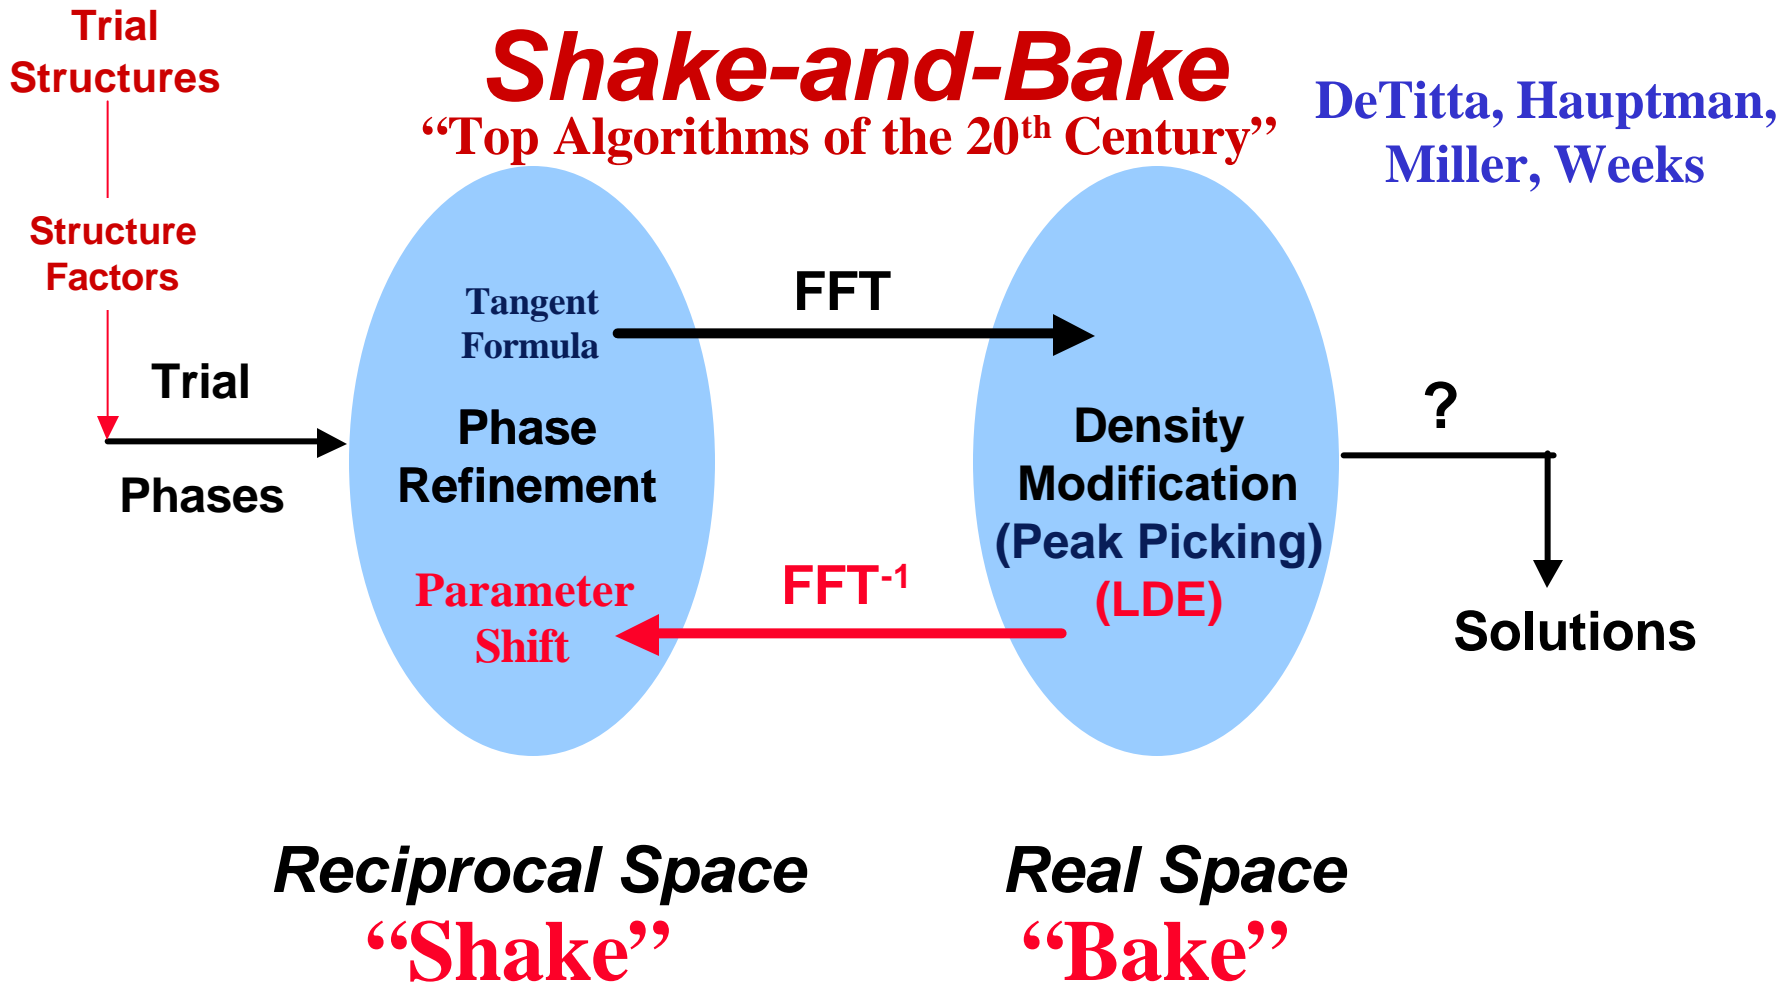 Trial
Structures
Shake-and-Bake
“Top Algorithms of the 20th Century”
DeTitta, Hauptman,
Miller, Weeks
Structure
Factors
Trial
Phases
Tangent
Formula
Phase
Refinement
Parameter
Shift
FFT
FFT-1
Density
Modification
(Peak Picking)
(LDE)
?
Solutions
Reciprocal Space
“Shake”
Real Space
“Bake”